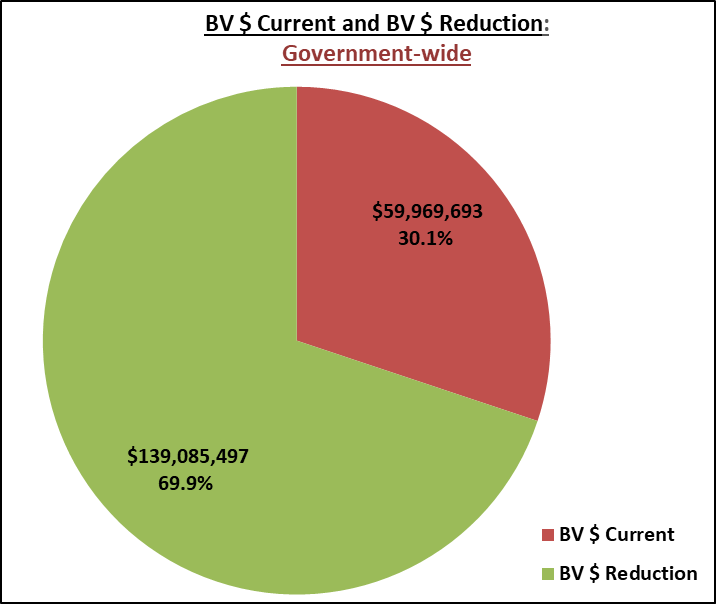 BV $ Current and BV $ Reduction:
Government-wide
$59,969,693
30.1%
$139,085,497
69.9%
BV $ Current
BV $ Reduction